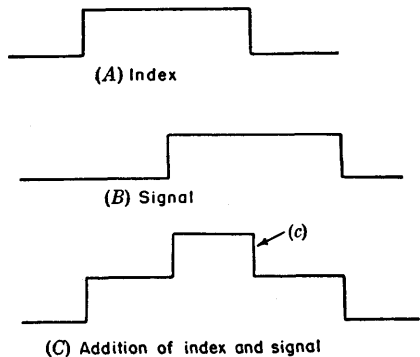 (A) Index
(B) Signal
(c)
(C) Addition of index and signal